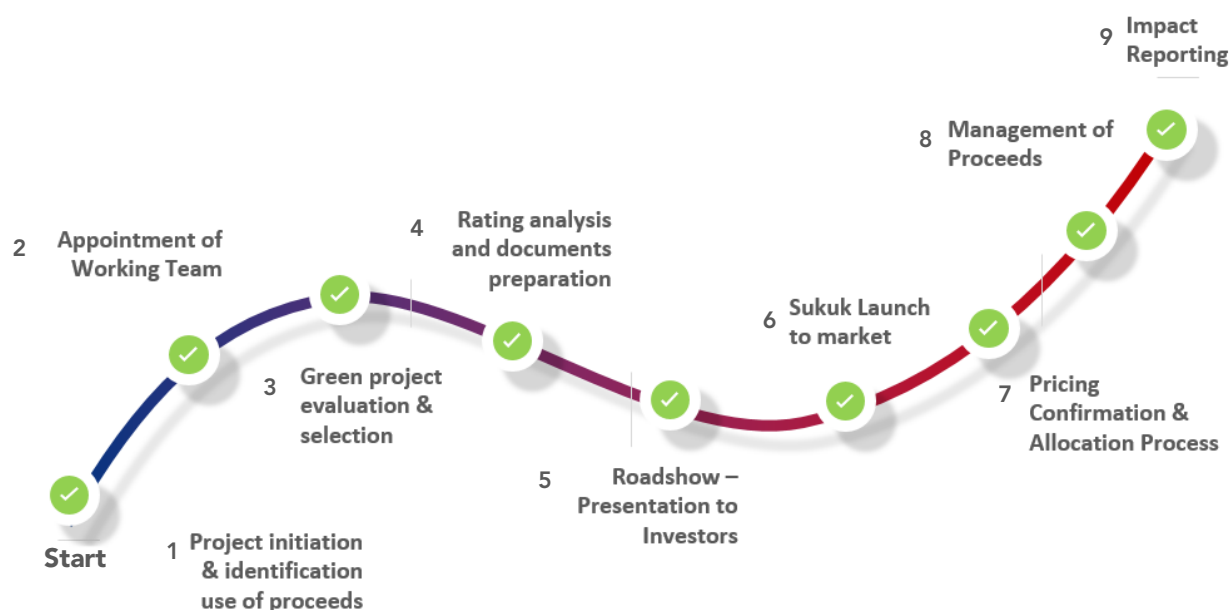 Start
1 Project initiation
& identification
use of proceeds
2 Appointment of
Working Team
3 Green project
evaluation &
selection
4 Rating analysis
and documents
preparation
5 Roadshow –
Presentation to
Investors
6 Sukuk Launch
to market
7 Pricing
Confirmation &
Allocation Process
8 Management of
Proceeds
9 Impact
Reporting